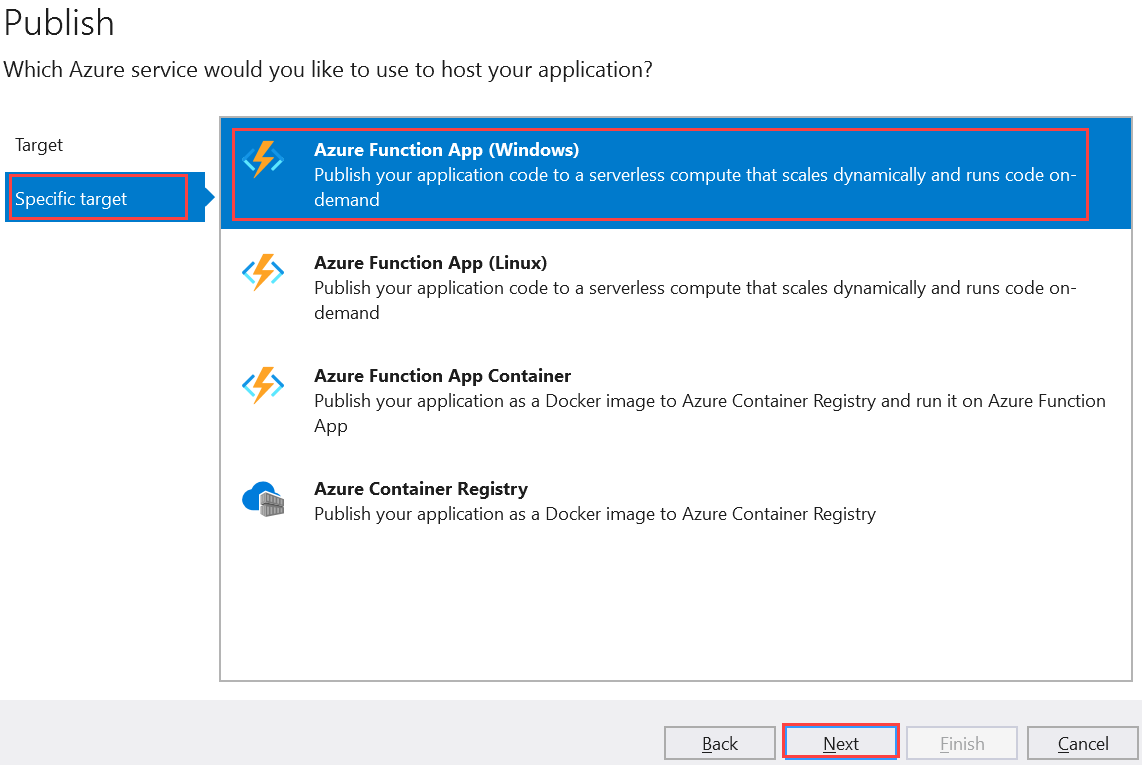 Publish
Which Azure service would you like to use to host your application?
Target
Specific target
Azure Function App (Windows)
Publish your application code to a serverless compute that scales dynamically and runs code on-
demand
Azure Function App (Linux)
Publish your application code to a serverless compute that scales dynamically and runs code on-
demand
Azure Function App Container
Publish your application as a Docker image to Azure Container Registry and run it on Azure Function
App
Azure Container Registry
Publish your application as a Docker image to Azure Container Registry
Back
Next
Finish
Cancel